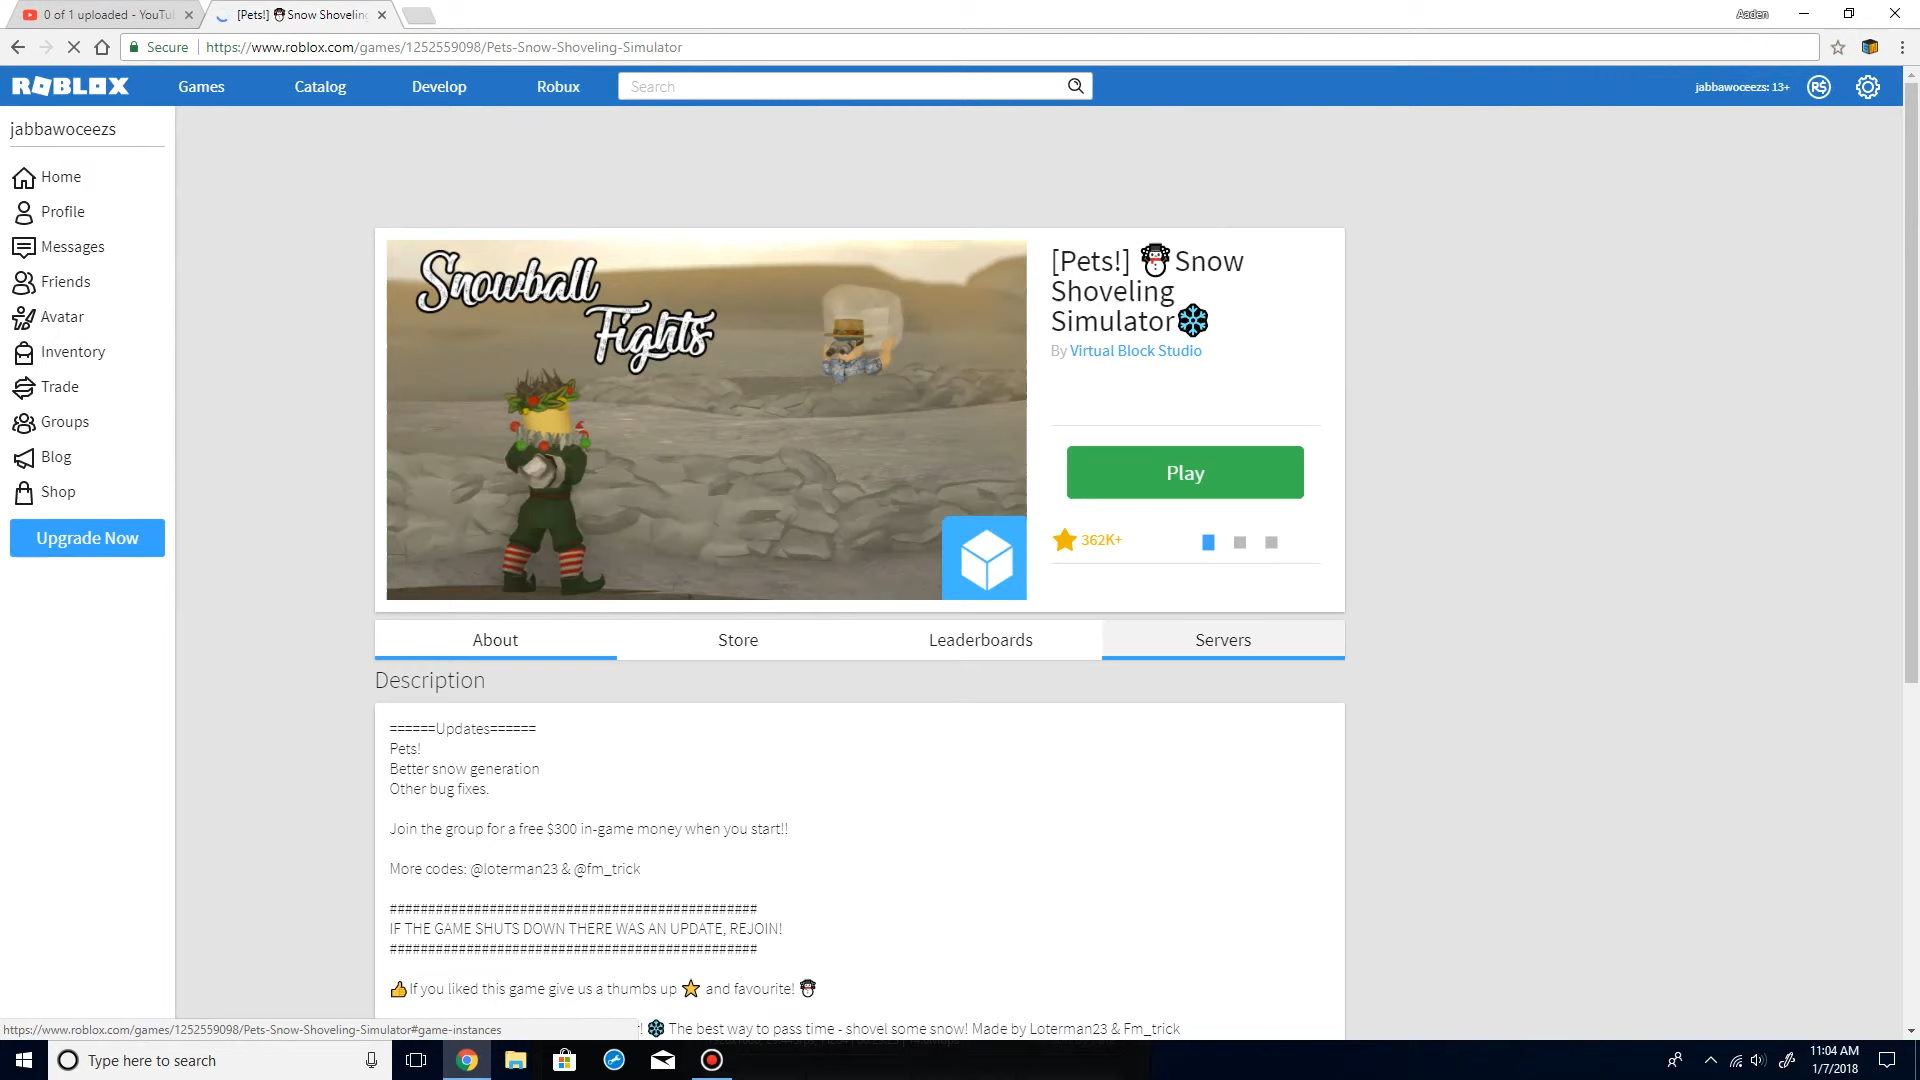 0 of 1 uploaded - YouTu
[Pets!] ☃Snow Shoveling
Aaden
Secure
https://www.roblox.com/games/1252559098/Pets-Snow-Shoveling-Simulator
ROBLOX
Games
Catalog
Develop
Robux
Search
jabbawoceezs: 13+
R$
jabbawoceezs
Home
Profile
Messages
Friends
Avatar
Inventory
Trade
Groups
Blog
Shop
Upgrade Now
Snowball
Fights
[Pets!] ☃Snow
Shoveling
Simulator❄
By Virtual Block Studio
Play
362K+
About
Store
Leaderboards
Servers
Description
======Updates======
Pets!
Better snow generation
Other bug fixes.
Join the group for a free $300 in-game money when you start!!
More codes: @loterman23 & @fm_trick
################################################
IF THE GAME SHUTS DOWN THERE WAS AN UPDATE, REJOIN!
################################################
👍If you liked this game give us a thumbs up ⭐ and favourite! ☃
r! ❄ The best way to pass time - shovel some snow! Made by Loterman23 & Fm_trick
https://www.roblox.com/games/1252559098/Pets-Snow-Shoveling-Simulator#game-instances
Type here to search
11:04 AM
1/7/2018